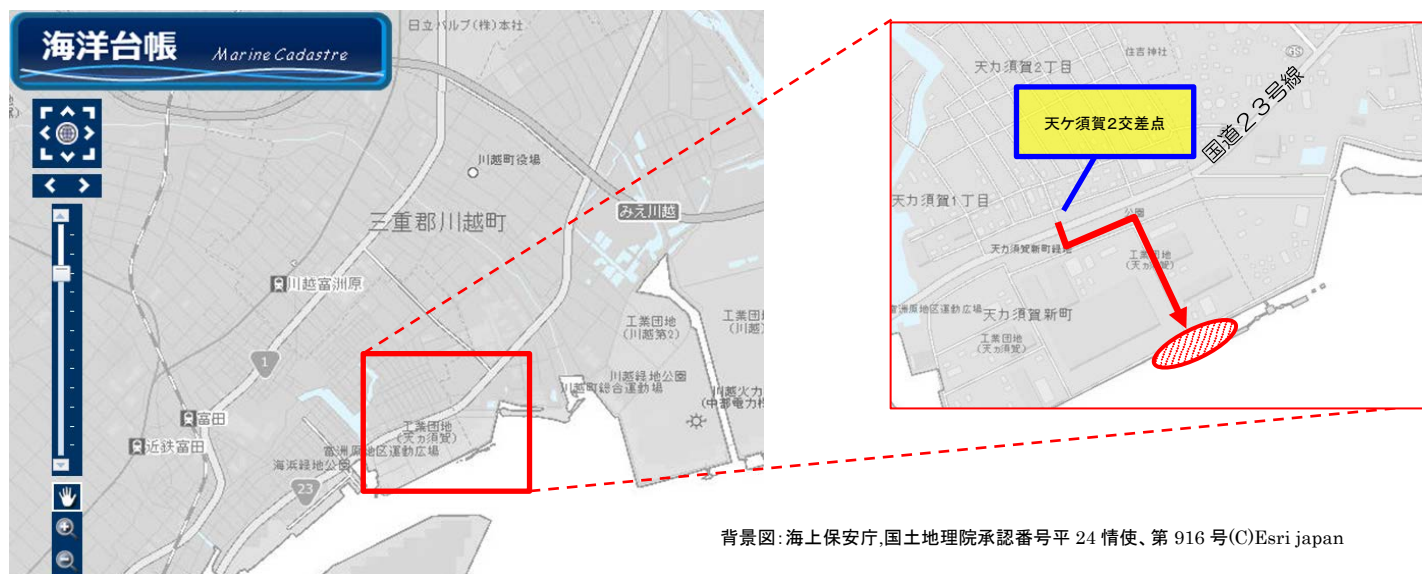 海洋台帳 Marine Cadastre
日立バルブ(株)本社
川越町役場
みえ川越
三重郡川越町
川越富洲原
工業団地
(川越第2)
工業団地
(川越)
1
川越緑地公園
川越町総合運動場
川越火力
(中部電力株
富田
近鉄富田
工業団地
(天カ須賀)
富洲原地区運動広場
海浜緑地公園
23
住吉神社
GS
天カ須賀2丁目
国道23号線
天ケ須賀2交差点
天カ須賀1丁目
公園
天カ須賀新町緑地
工業団地
(天カ須賀)
富洲原地区運動広場
天カ須賀新町
工業団地
(天カ須賀)
背景図:海上保安庁,国土地理院承認番号平 24 情使、第 916 号(C)Esri japan